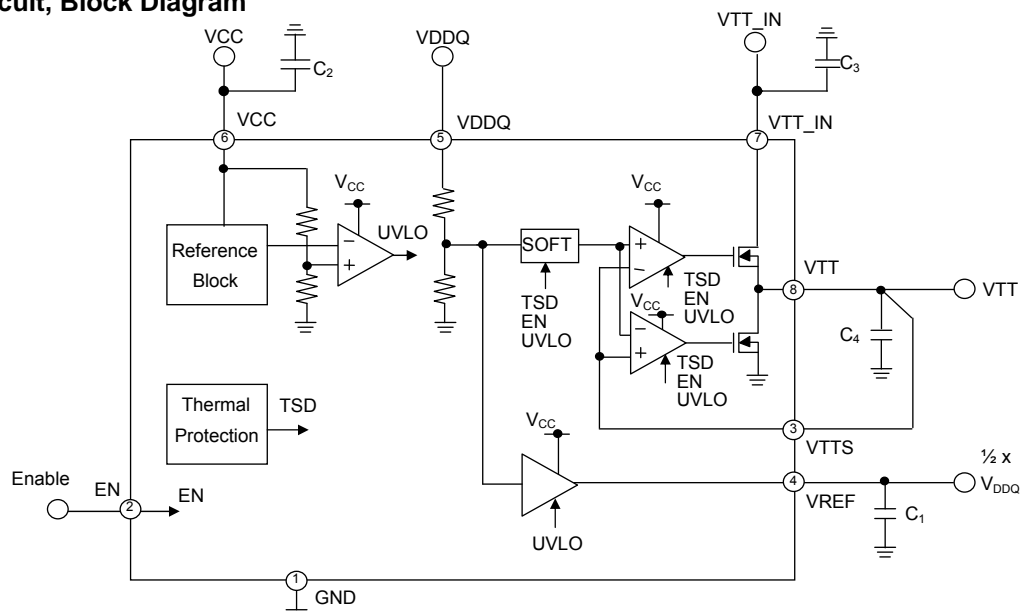 cuit, Block Diagram
VCC
C2
VDDQ
VTT_IN
C3
6
VCC
5
VDDQ
7
VTT_IN
VCC
UVLO
Reference
Block
−
+
SOFT
TSD
EN
UVLO
VCC
+
−
TSD
EN
UVLO
VCC
−
+
TSD
EN
UVLO
VTT
8
VTT
C4
Thermal
Protection
TSD
3
VTTS
VCC
UVLO
4
VREF
½ x
VDDQ
C1
Enable
EN
2
EN
1
GND